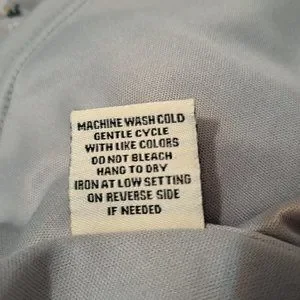 MACHINE WASH COLD
GENTLE CYCLE
WITH LIKE COLORS
DO NOT BLEACH
HANG TO DRY
IRON AT LOW SETTING
ON REVERSE SIDE
IF NEEDED